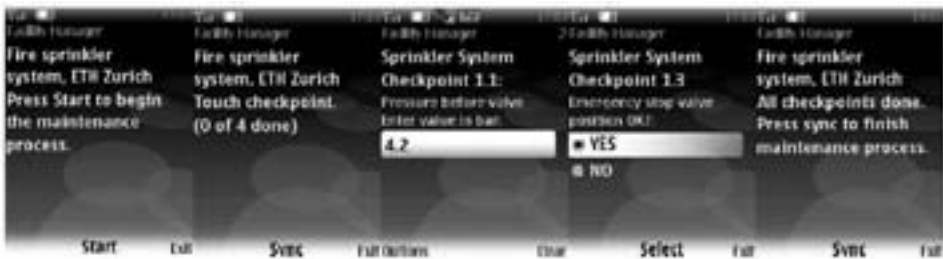 Facility Manager
Fire sprinkler
system, ETH Zurich
Press Start to begin
the maintenance
process.
Start
Exit
Facility Manager
Fire sprinkler
system, ETH Zurich
Touch checkpoint.
(0 of 4 done)
Sync
Exit
Facility Manager
Sprinkler System
Checkpoint 1.1:
Pressure before valve
Enter value in bar:
4.2
Options
Clear
Facility Manager
Sprinkler System
Checkpoint 1.3
Emergency stop valve
position OK?
YES
NO
Select
Exit
Facility Manager
Fire sprinkler
system, ETH Zurich
All checkpoints done.
Press sync to finish
maintenance process.
Sync
Exit